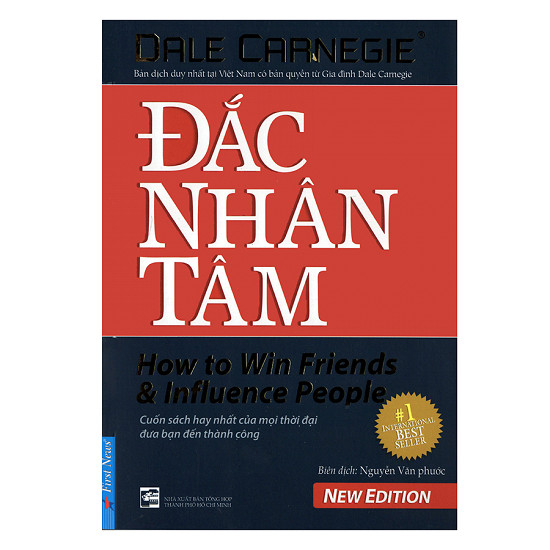 DALE CARNEGIE®
Bản dịch duy nhất tại Việt Nam có bản quyền từ Gia đình Dale Carnegie
ĐẮC
NHÂN
TÂM
How to Win Friends
& Influence People
Cuốn sách hay nhất của mọi thời đại
đưa bạn đến thành công
#1
INTERNATIONAL
BEST
SELLER
Biên dịch: Nguyễn Văn phước
NEW EDITION
First News
NHÀ XUẤT BẢN TỔNG HỢP
THÀNH PHỐ HỒ CHÍ MINH